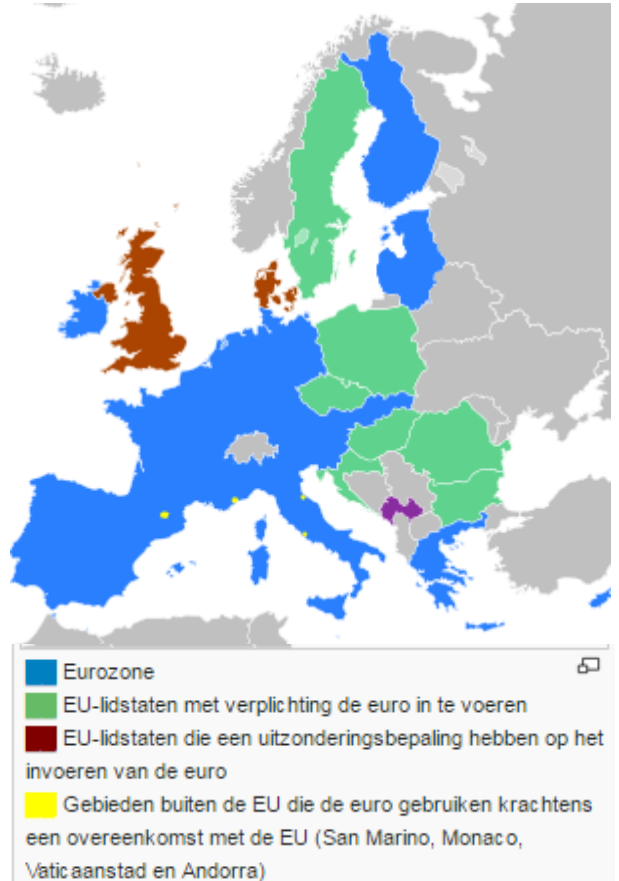 Eurozone
EU-lidstaten met verplichting de euro in te voeren
EU-lidstaten die een uitzonderingsbepaling hebben op het
invoeren van de euro
Gebieden buiten de EU die de euro gebruiken krachtens
een overeenkomst met de EU (San Marino, Monaco,
Vaticaanstad en Andorra)